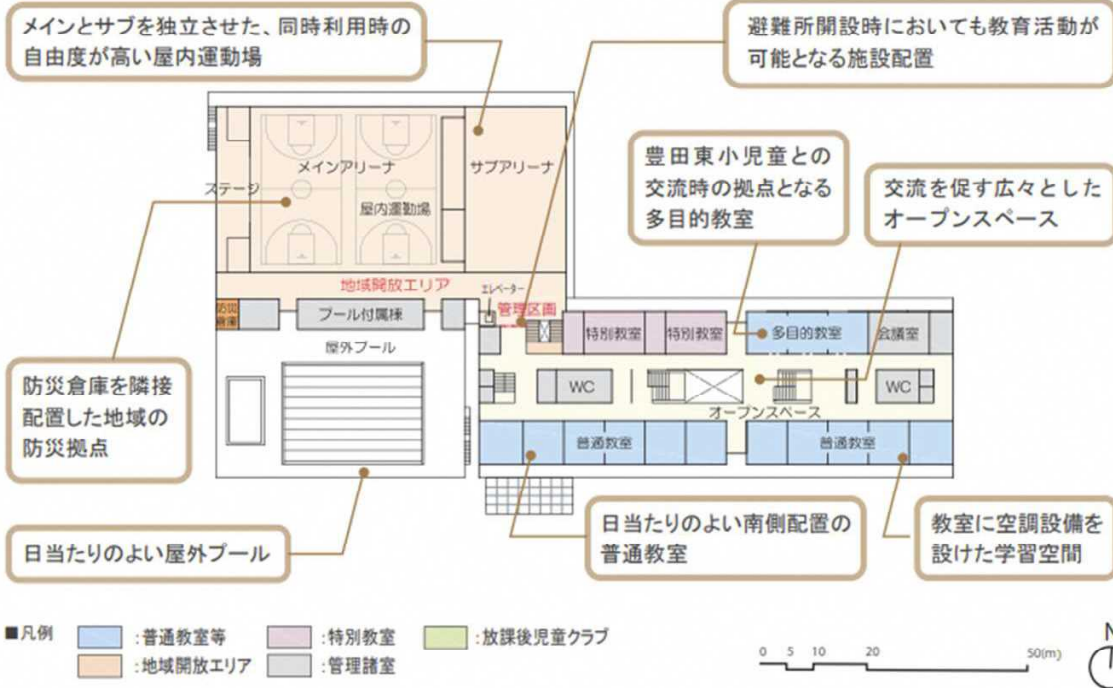 メインとサブを独立させた、同時利用時の
自由度が高い屋内運動場
避難所開設時においても教育活動が
可能となる施設配置
豊田東小児童との
交流時の拠点となる
多目的教室
交流を促す広々とした
オープンスペース
メインアリーナ
サブアリーナ
ステージ
屋内運動場
地域開放エリア
エレベーター
管理区画
防災
倉庫
プール付属棟
特別教室
特別教室
多目的教室
会議室
屋外プール
WC
WC
オープンスペース
普通教室
普通教室
防災倉庫を隣接
配置した地域の
防災拠点
日当たりのよい屋外プール
日当たりのよい南側配置の
普通教室
教室に空調設備を
設けた学習空間
■凡例
:普通教室等
:特別教室
:放課後児童クラブ
:地域開放エリア
:管理諸室
0 5 10 20 50(m)
N